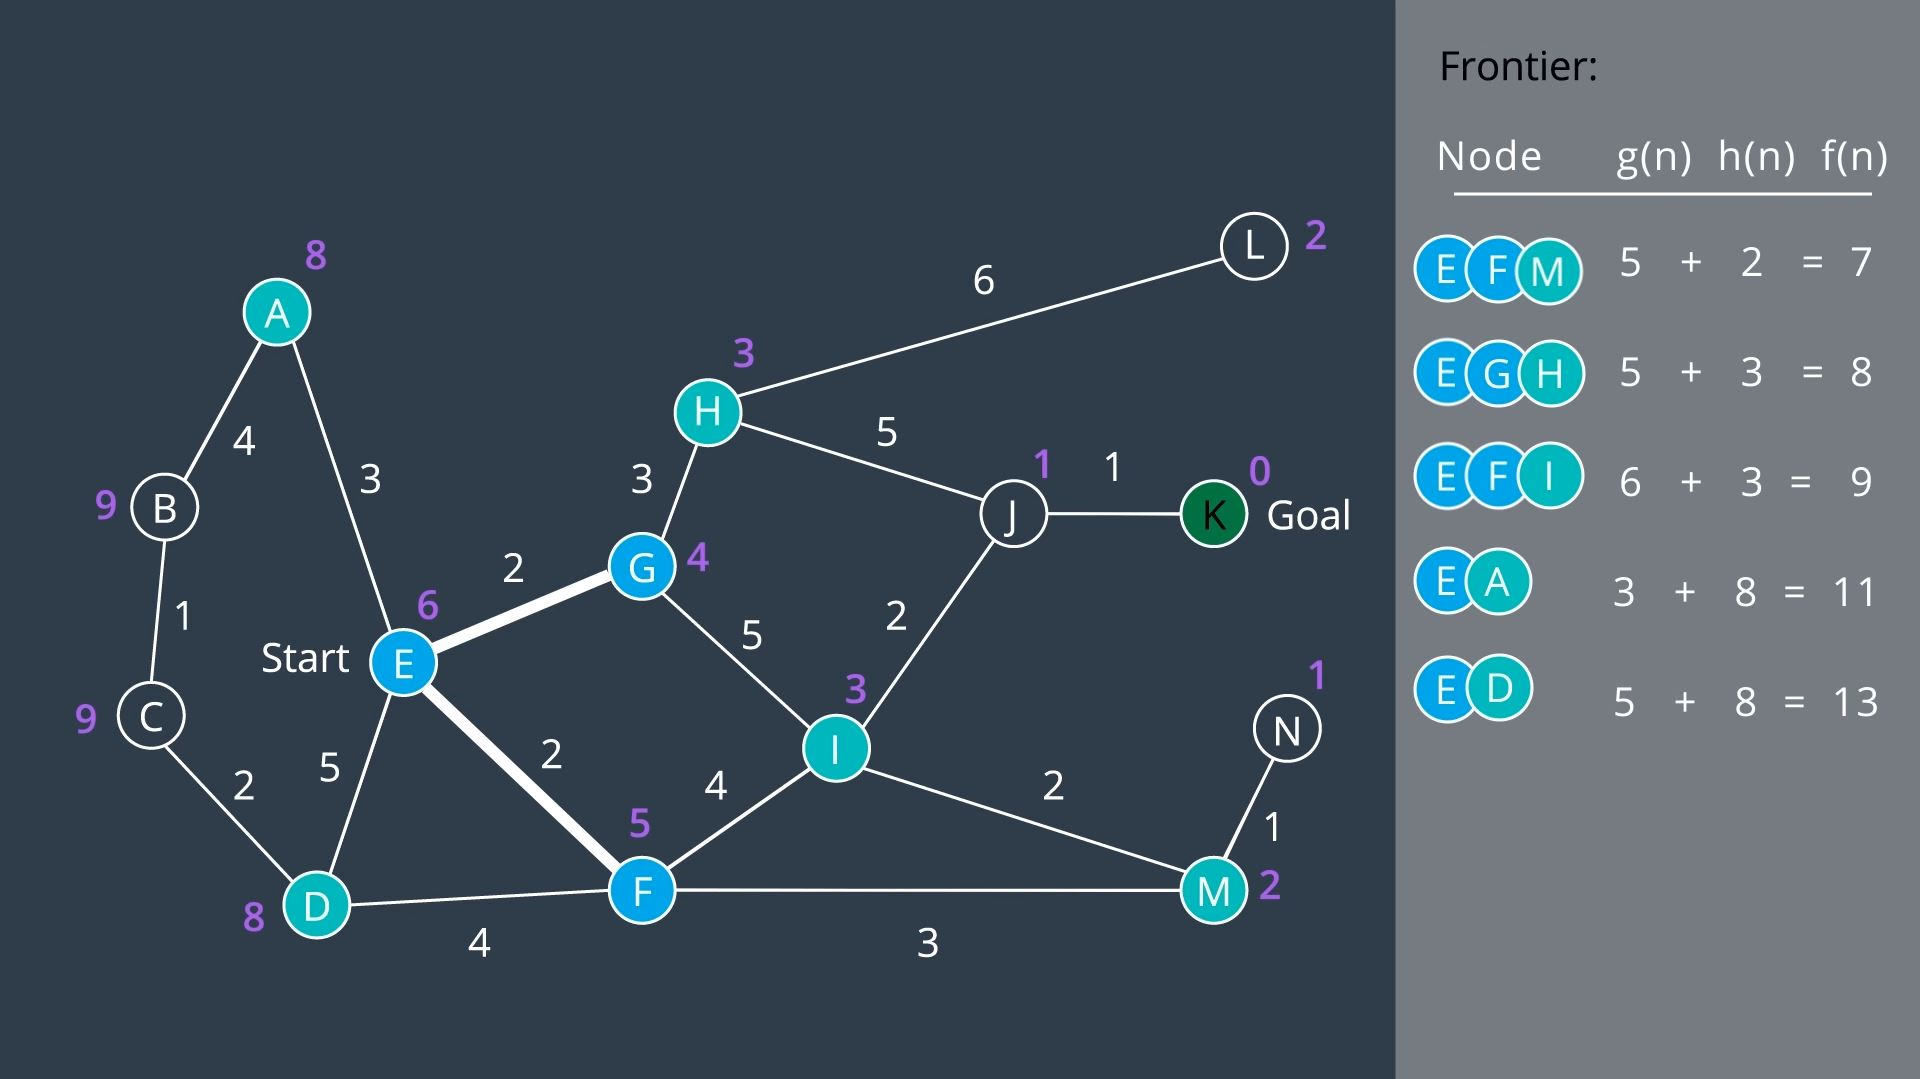 L 2
6
8
A
3
H
4
5
1
1
0
9
B
3
3
J
K
Goal
2
G
4
6
1
5
2
Start
E
3
1
9
C
2
I
N
5
2
4
2
5
1
8
D
F
M
2
4
3
Frontier:
Node g(n) h(n) f(n)
E F M 5 + 2 = 7
E G H 5 + 3 = 8
E F I 6 + 3 = 9
E A 3 + 8 = 11
E D 5 + 8 = 13